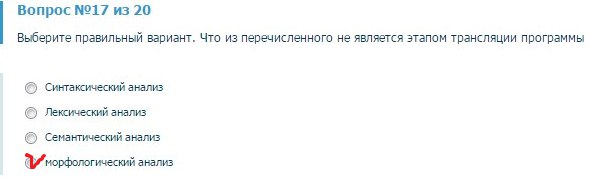 Вопрос №17 из 20
Выберите правильный вариант. Что из перечисленного не является этапом трансляции программы
Синтаксический анализ
Лексический анализ
Семантический анализ
морфологический анализ